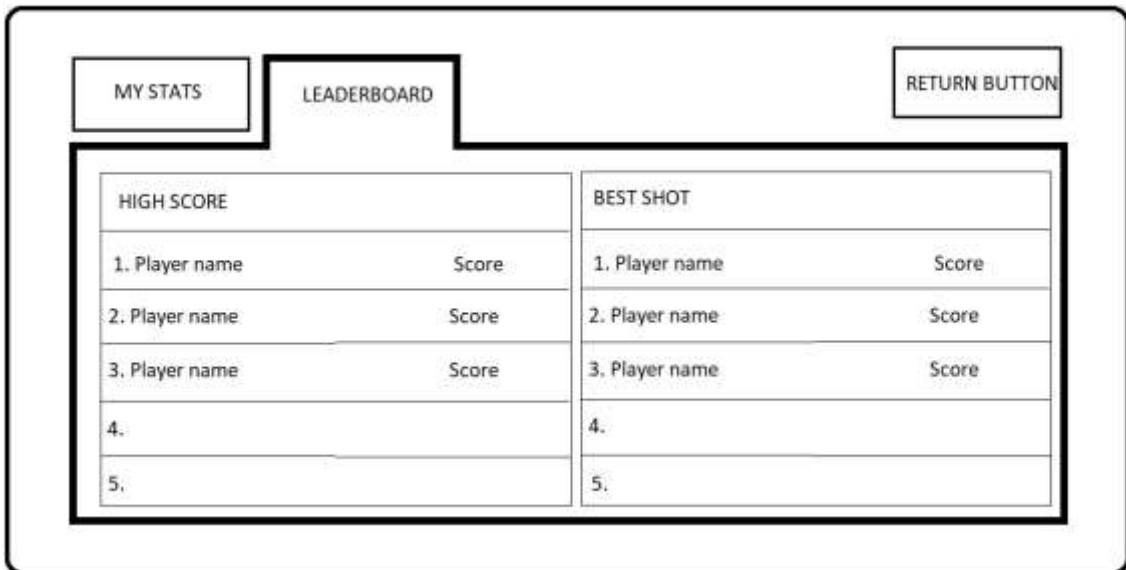 MY STATS
LEADERBOARD
RETURN BUTTON
HIGH SCORE
1. Player name Score
2. Player name Score
3. Player name Score
4.
5.
BEST SHOT
1. Player name Score
2. Player name Score
3. Player name Score
4.
5.